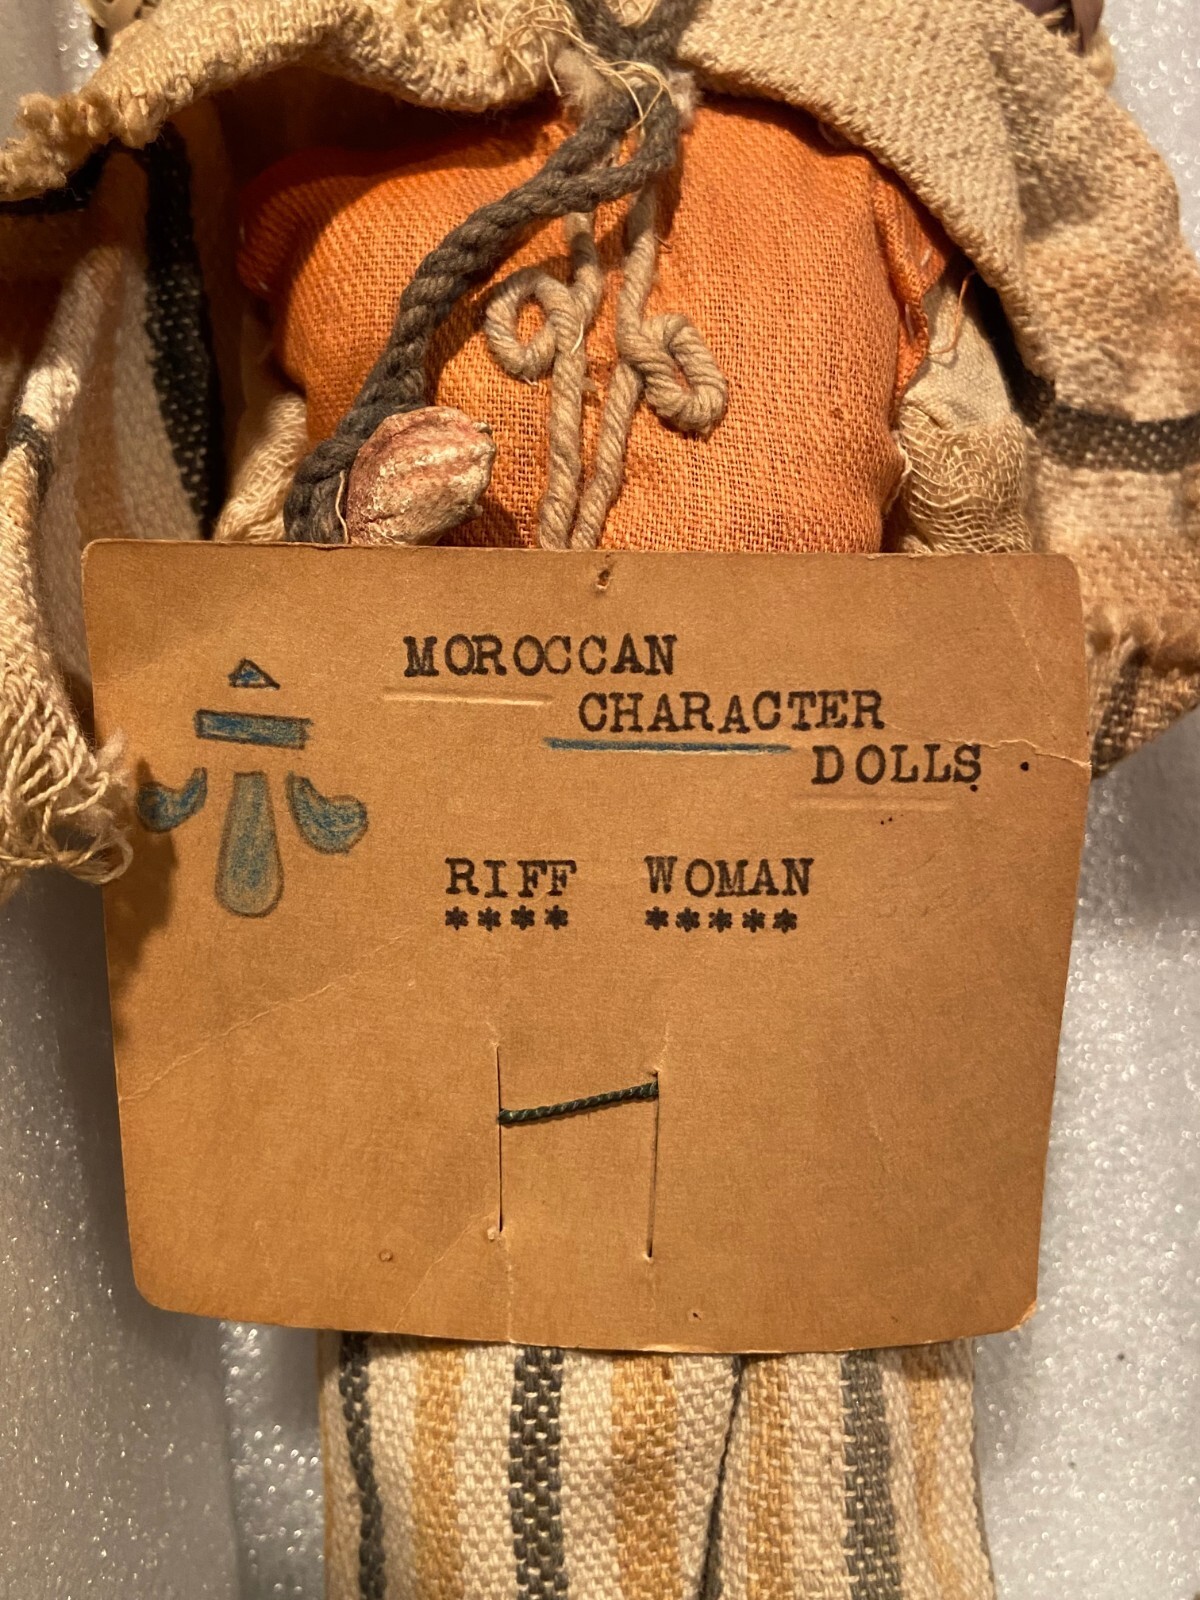 MOROCCAN
CHARACTER
DOLLS
RIFF WOMAN
**** *****